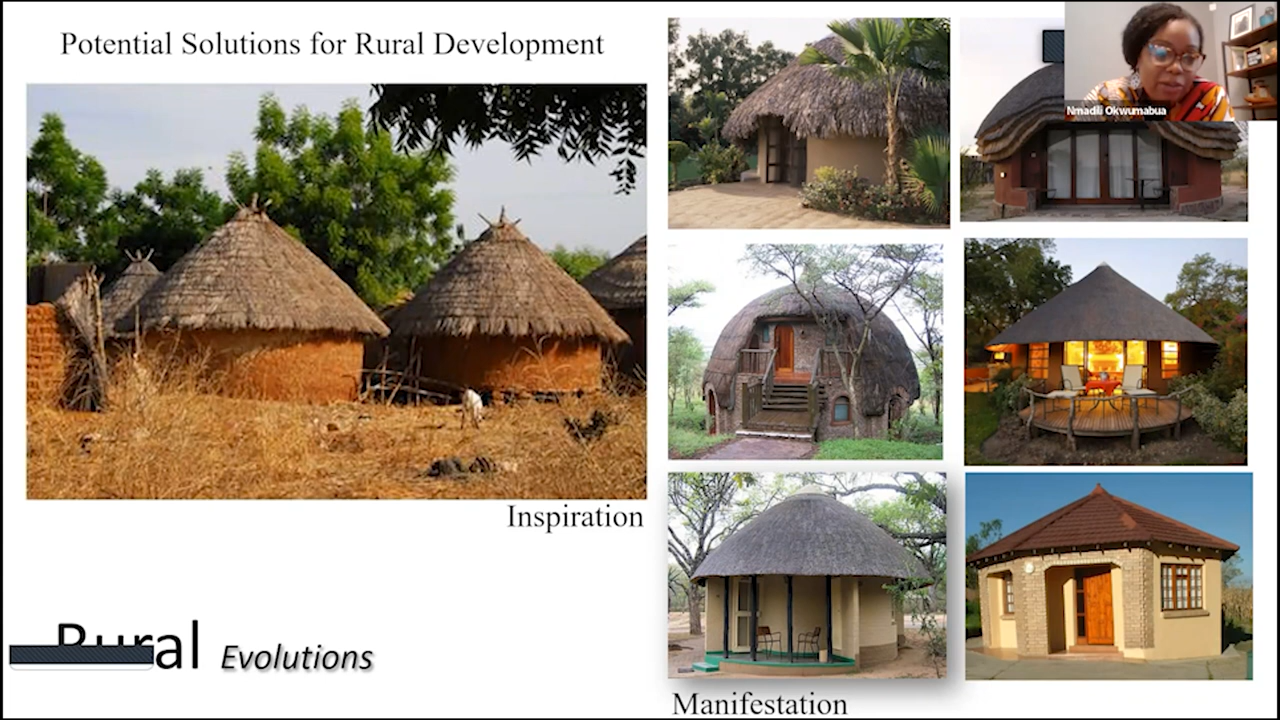 Potential Solutions for Rural Development
Nmadili Okwumabua
Inspiration
Rural Evolutions
Manifestation